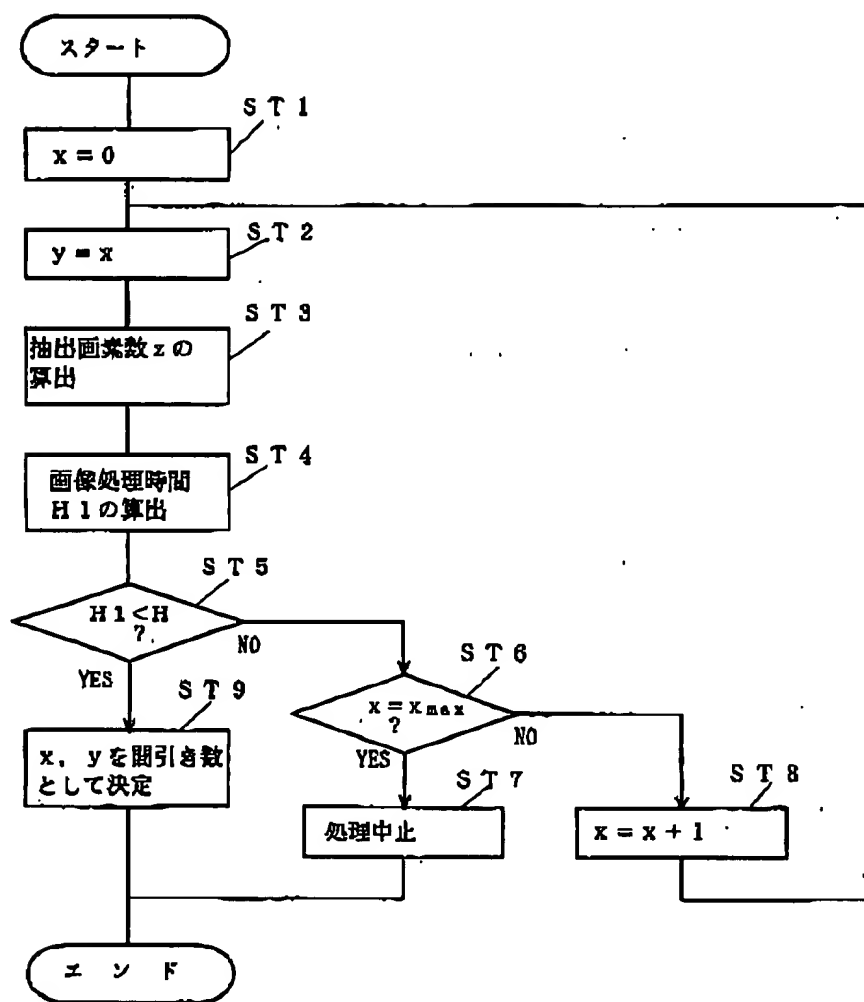 スタート
ST1
x=0
ST2
y=x
ST3
抽出画素数zの
算出
ST4
画像処理時間
H1の算出
ST5
H1<H
?
NO
YES
ST6
x=xmax
?
NO
YES
ST9
x,yを間引き数
として決定
ST7
処理中止
ST8
x=x+1
エンド